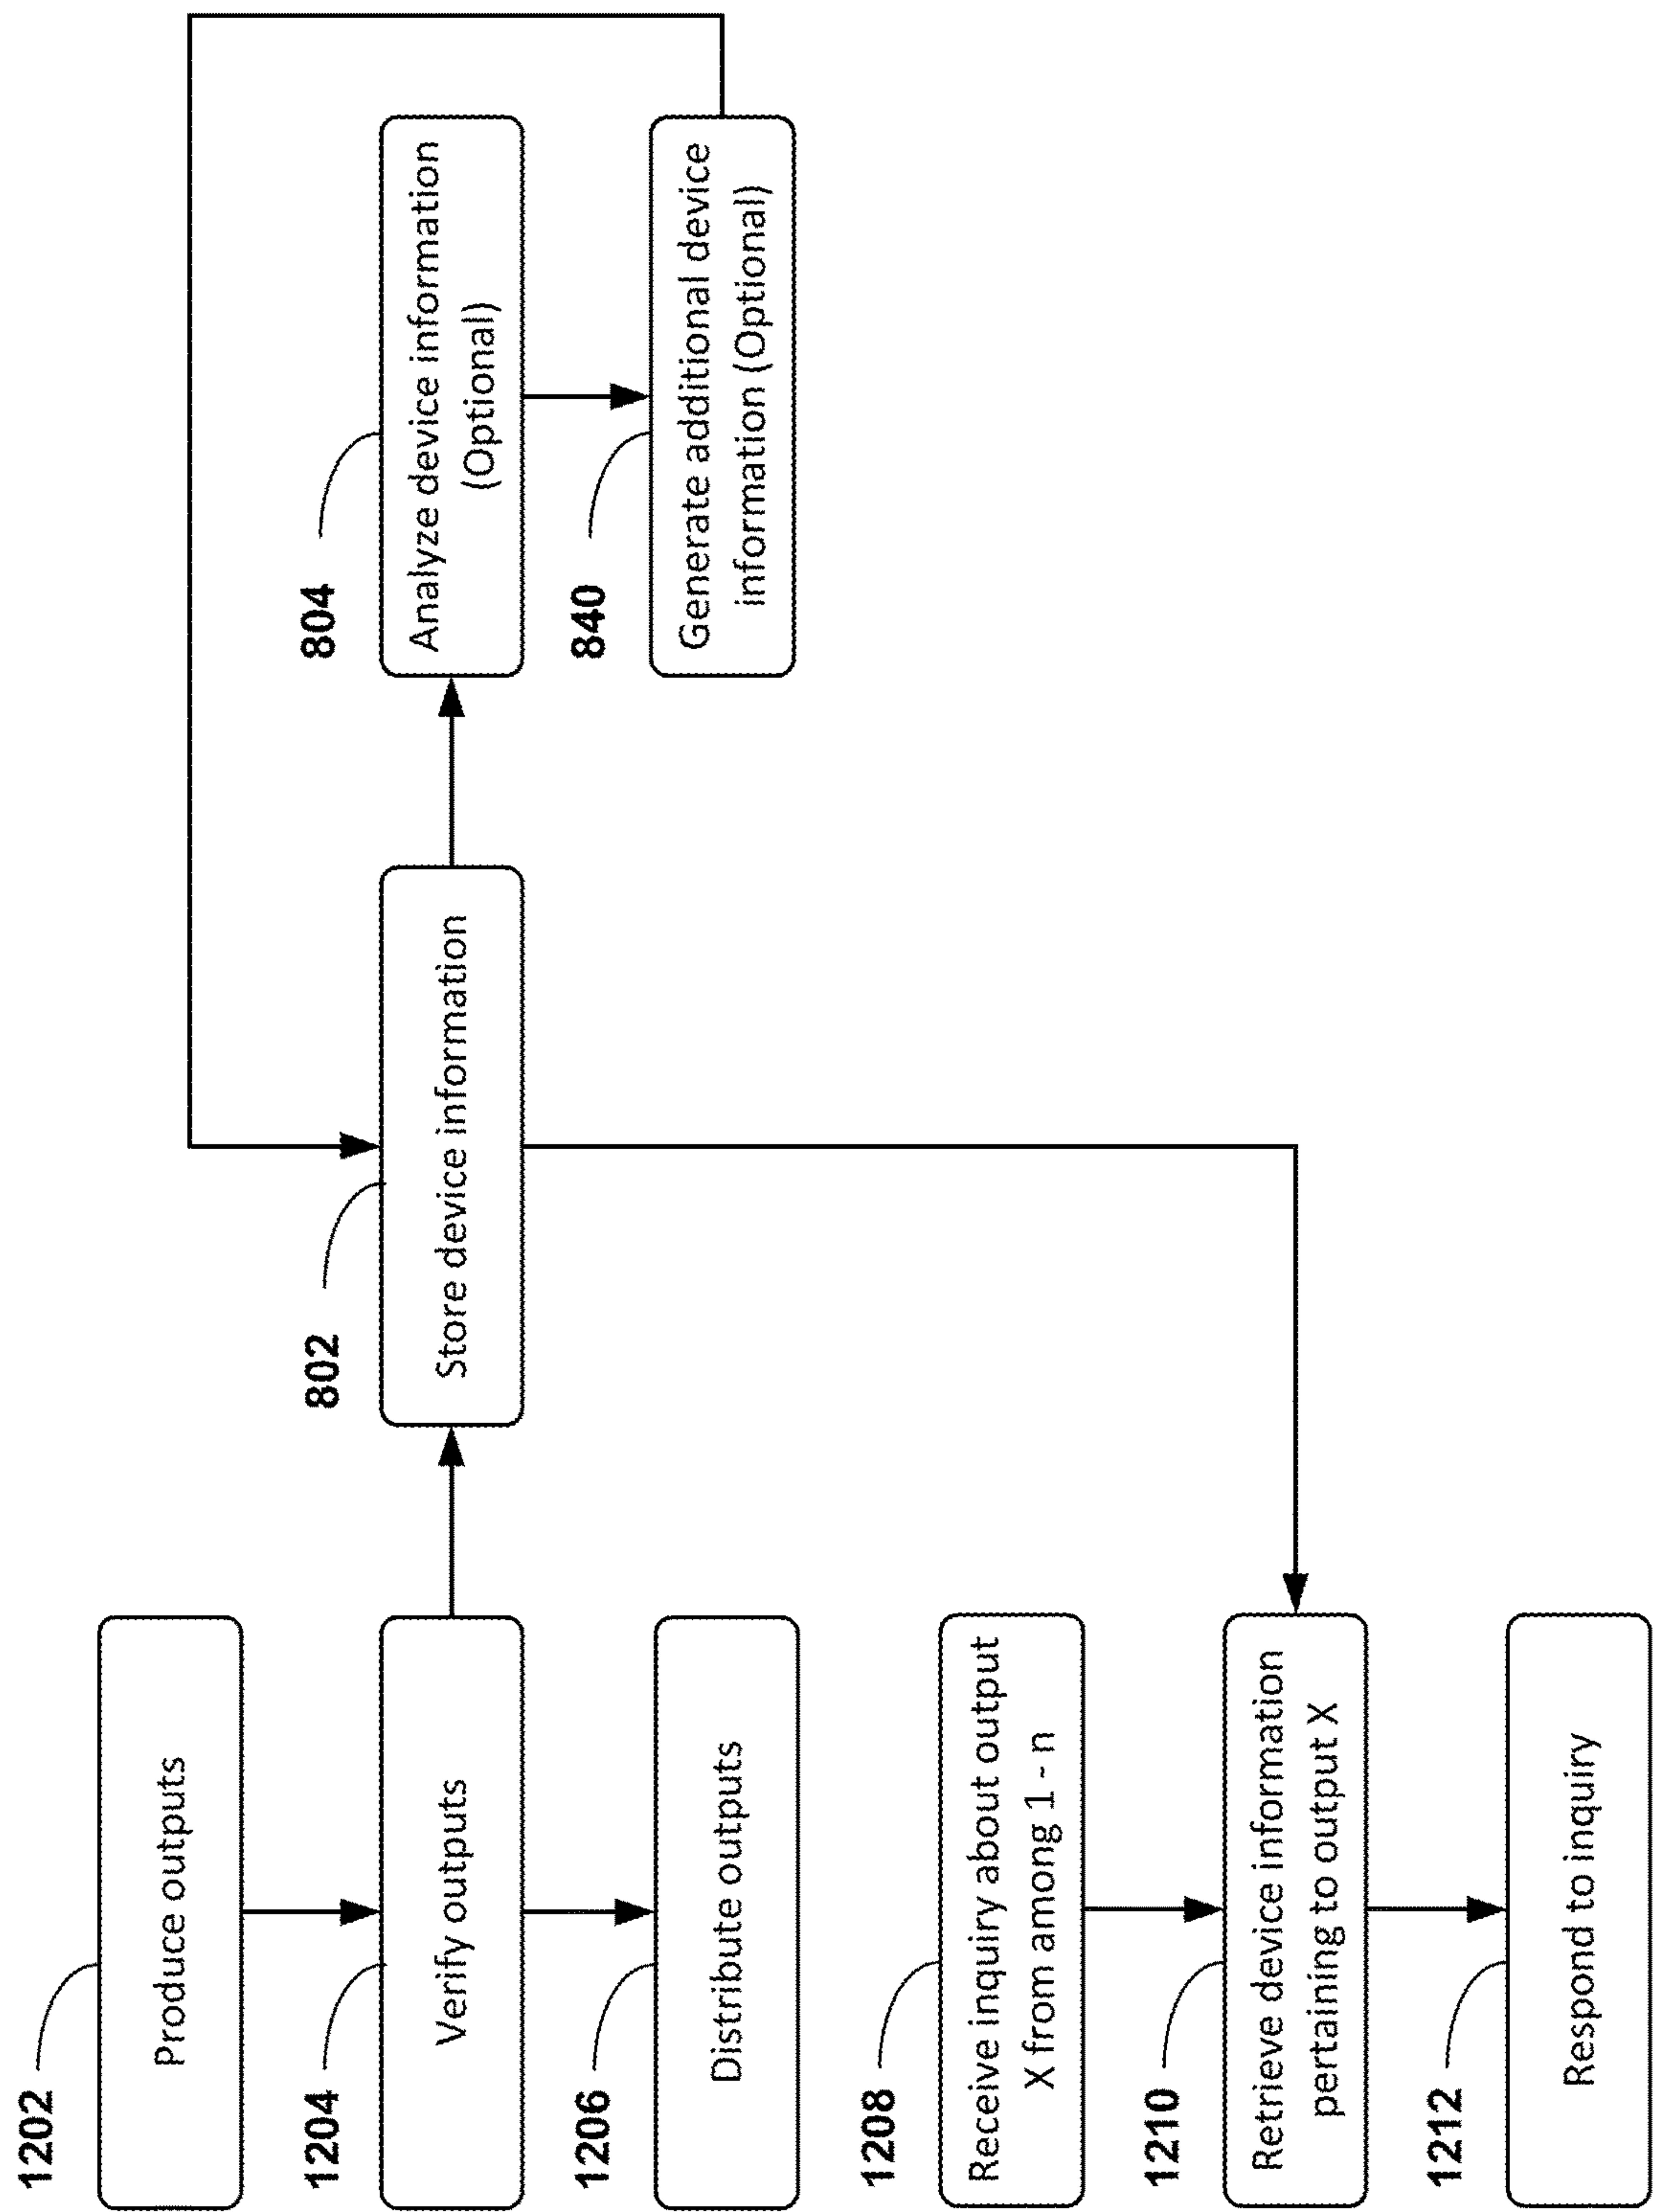 1202
Produce outputs
1204
Verify outputs
1206
Distribute outputs
802
Store device information
804
Analyze device information
(Optional)
840
Generate additional device
information (Optional)
1208
Receive inquiry about output
X from among 1 - n
1210
Retrieve device information
pertaining to output X
1212
Respond to inquiry